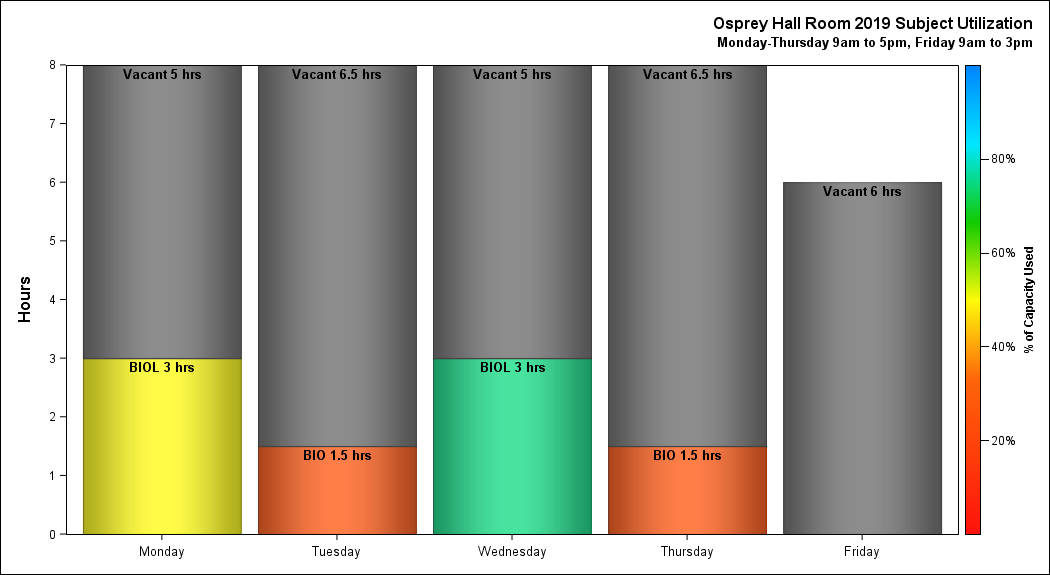 Osprey Hall Room 2019 Subject Utilization
Monday-Thursday 9am to 5pm, Friday 9am to 3pm
8
7
6
5
4
3
2
1
0
Hours
Vacant 5 hrs
Vacant 6.5 hrs
Vacant 5 hrs
Vacant 6.5 hrs
Vacant 6 hrs
BIOL 3 hrs
BIO 1.5 hrs
BIOL 3 hrs
BIO 1.5 hrs
Monday
Tuesday
Wednesday
Thursday
Friday
80%
60%
40%
20%
% of Capacity Used